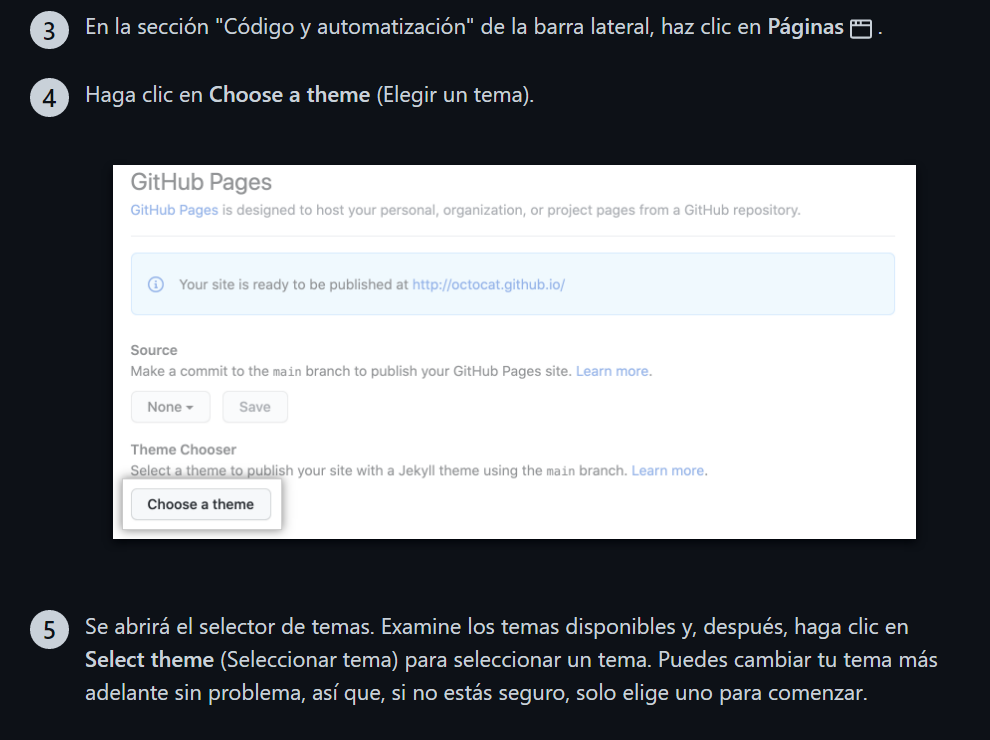 3 En la sección "Código y automatización" de la barra lateral, haz clic en Páginas .
4 Haga clic en Choose a theme (Elegir un tema).
GitHub Pages
GitHub Pages is designed to host your personal, organization, or project pages from a GitHub repository.
Your site is ready to be published at http://octocat.github.io/
Source
Make a commit to the main branch to publish your GitHub Pages site. Learn more.
None Save
Theme Chooser
Select a theme to publish your site with a Jekyll theme using the main branch. Learn more.
Choose a theme
5 Se abrirá el selector de temas. Examine los temas disponibles y, después, haga clic en
Select theme (Seleccionar tema) para seleccionar un tema. Puedes cambiar tu tema más
adelante sin problema, así que, si no estás seguro, solo elige uno para comenzar.